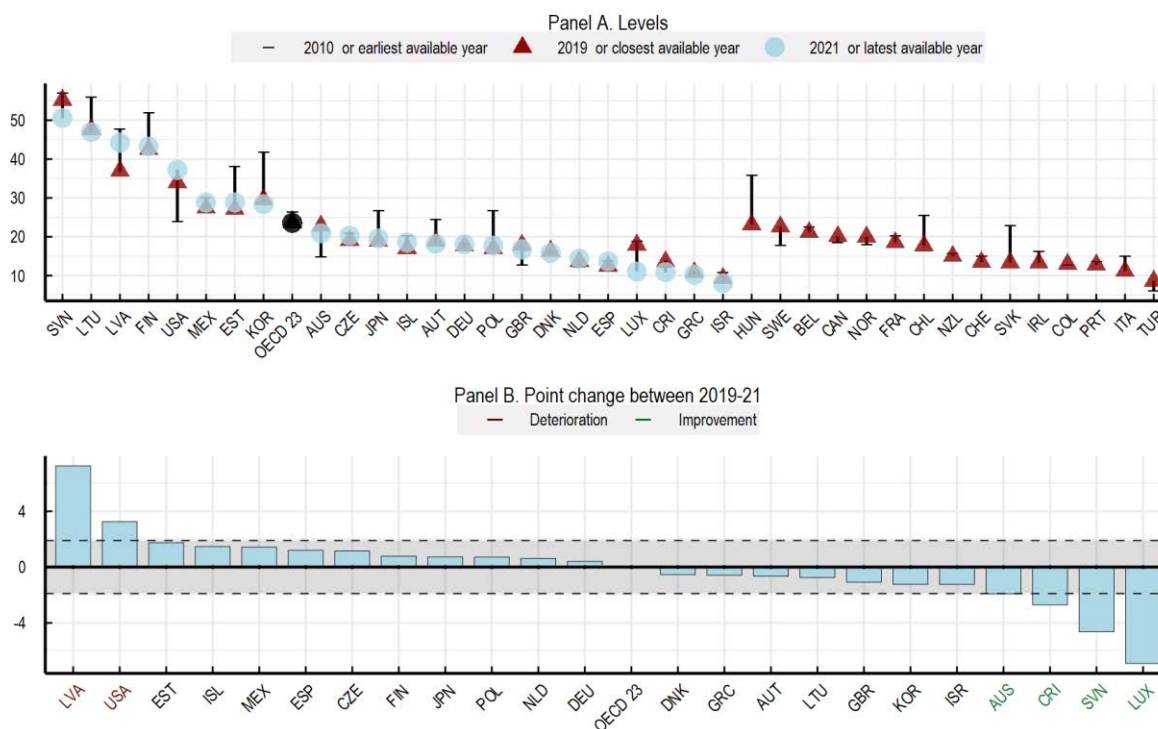 Panel A. Levels
2010 or earliest available year 2019 or closest available year 2021 or latest available year
50
40
30
20
10
SVN LTU LVA FIN USA MEX EST KOR OECD 23 AUS CZE JPN ISL AUT DEU POL GBR DNK NLD ESP LUX CRI GRC ISR HUN SWE BEL CAN NOR FRA CHL NZL CHE SVK IRL COL PRT ITA TUR
Panel B. Point change between 2019-21
Deterioration Improvement
4
0
-4
LVA USA EST ISL MEX ESP CZE FIN JPN POL NLD DEU OECD 23 DNK GRC AUT LTU GBR KOR ISR AUS CRI SVN LUX